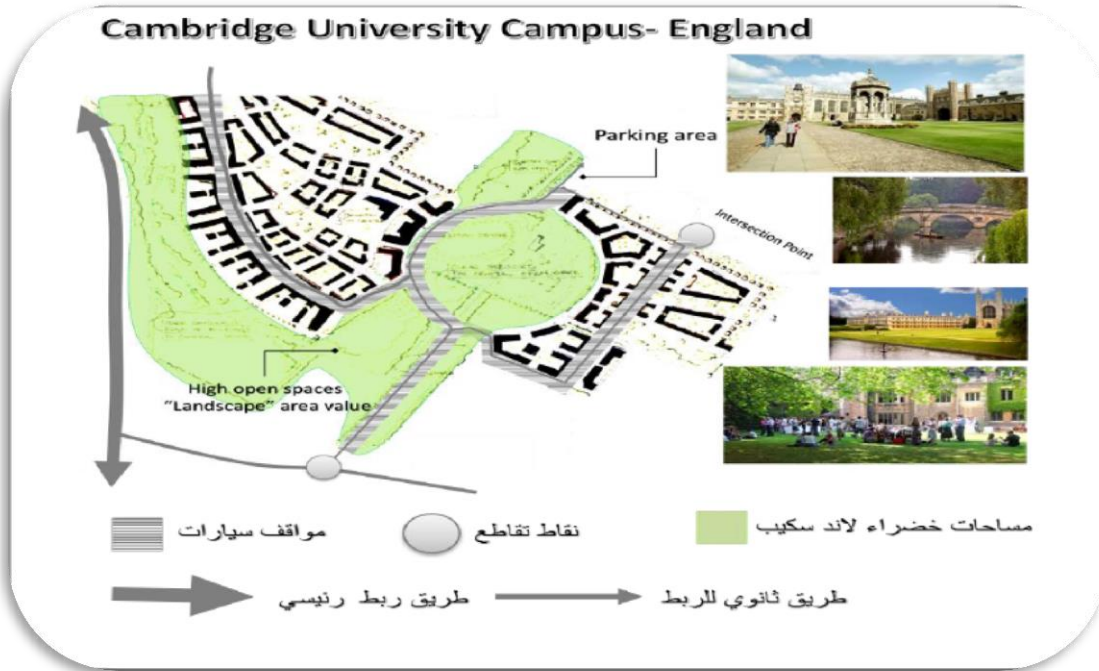 Cambridge University Campus- England
Parking area
Intersection Point
High open spaces
“Landscape” area value
مواقف سيارات
نقاط تقاطع
مساحات خضراء لاند سكيب
طريق ربط رئيسي
طريق ثانوي للربط